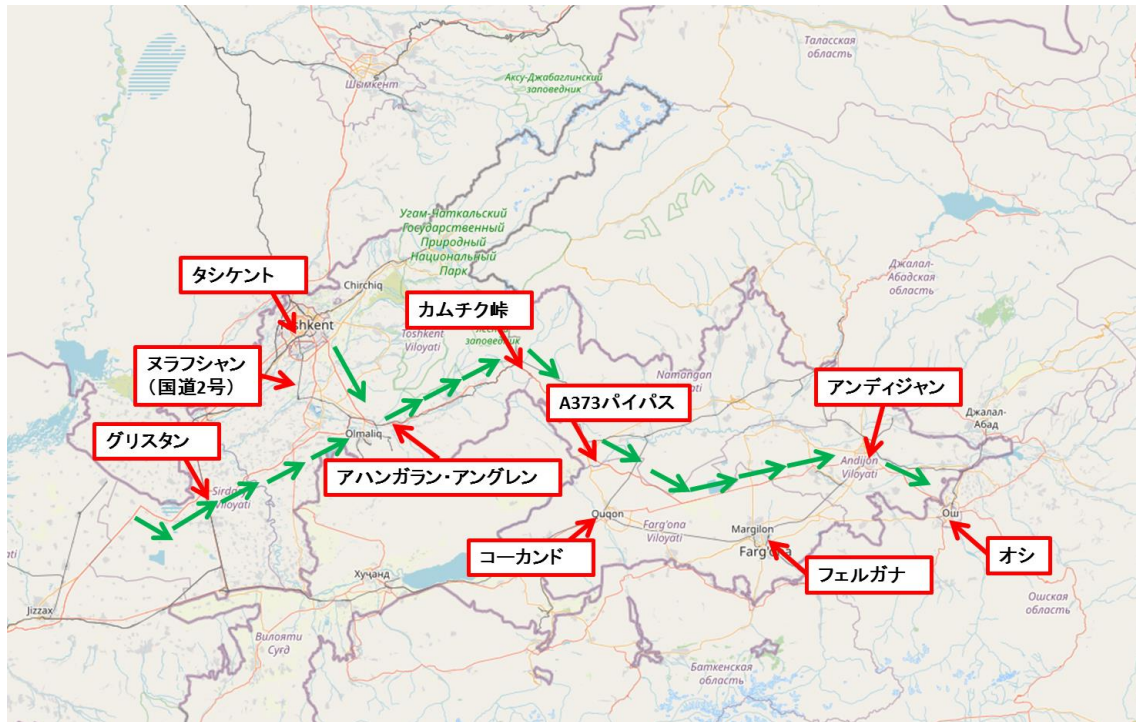 Таласская
область
Шымкент
Аксу-Джабаглинский
заповедник
Угам-Чаткальский
Государственный
Природный
Национальный
Парк
Джалал-
Абадская
область
タシケント
Chirchiq
カムチク峠
Toshkent
Viloyati
заповедник
ヌラフシャン
(国道2号)
Namangan
アンディジャン
A373パイパス
Джалал-
Абад
グリスタン
Olmaliq
アハンガラン・アングレン
Andijon
Viloyati
Viloyati
Quqon
Farg'ona
Viloyati
Margilon
Farg'ona
Ош
コーカンド
フェルガナ
オシ
Хуҷанд
Jizzax
Ошская
область
Вилояти
Суғд
Баткенская
область